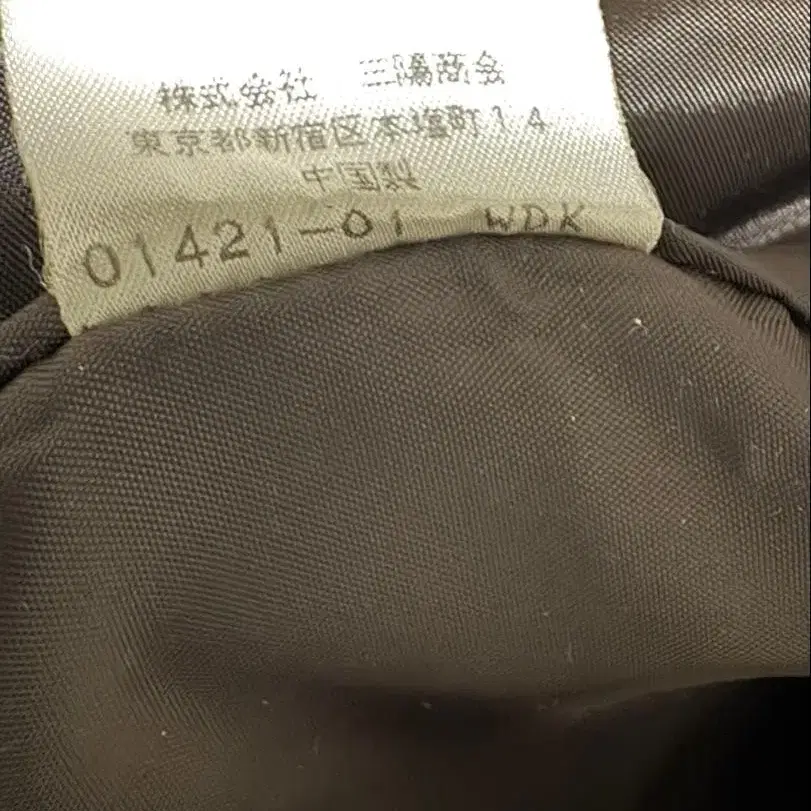 株式会社 三陽商会
東京都新宿区本塩町14
中国製
01421-01 WDK